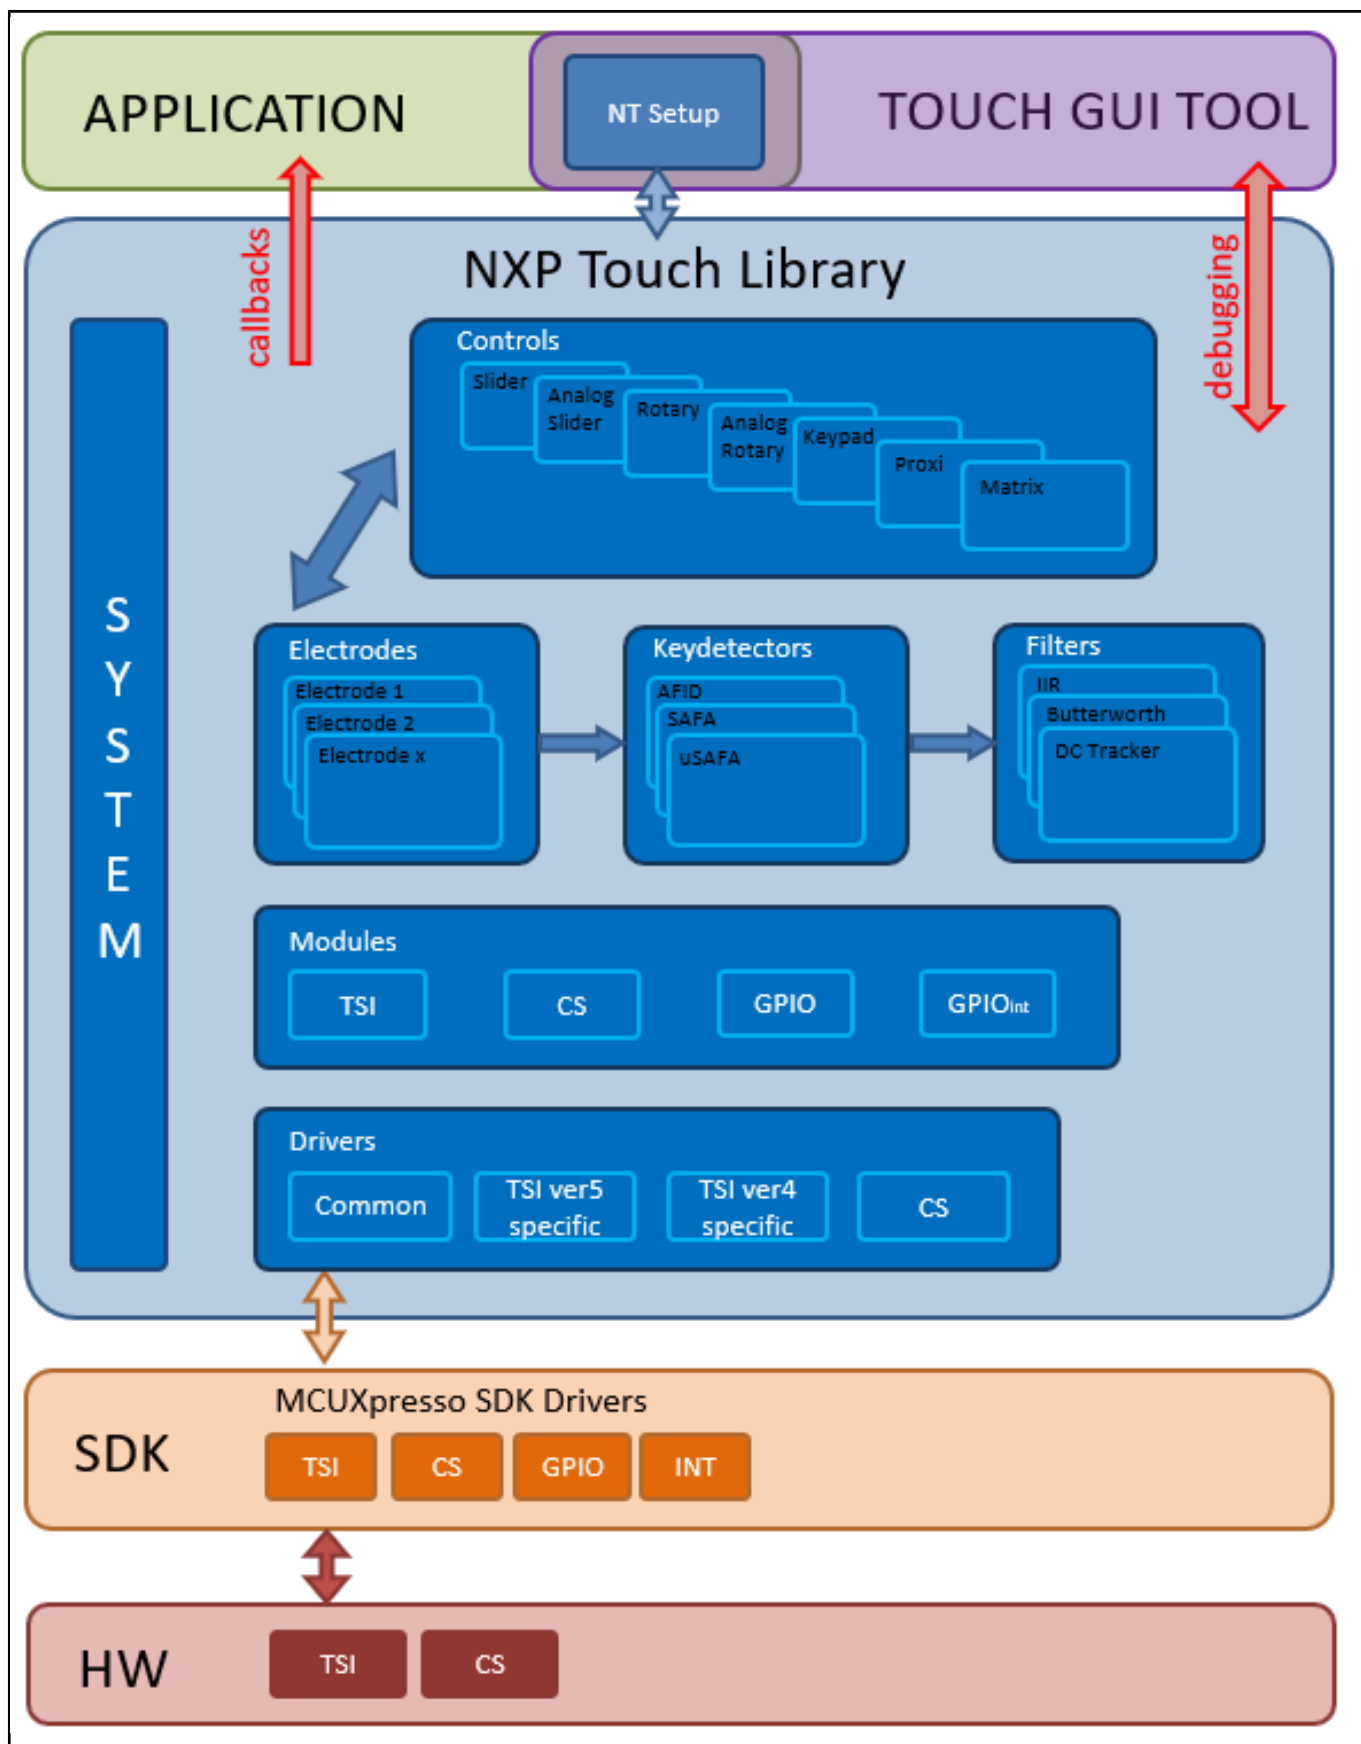 APPLICATION
NT Setup
TOUCH GUI TOOL
callbacks
debugging
NXP Touch Library
SYSTEM
Controls
Slider
Analog
Slider
Rotary
Analog
Rotary
Keypad
Proxi
Matrix
Electrodes
Electrode 1
Electrode 2
Electrode x
Keydetectors
AFID
SAFA
uSAFA
Filters
IIR
Butterworth
DC Tracker
Modules
TSI
CS
GPIO
GPIOint
Drivers
Common
TSI ver5
specific
TSI ver4
specific
CS
SDK
MCUXpresso SDK Drivers
TSI
CS
GPIO
INT
HW
TSI
CS